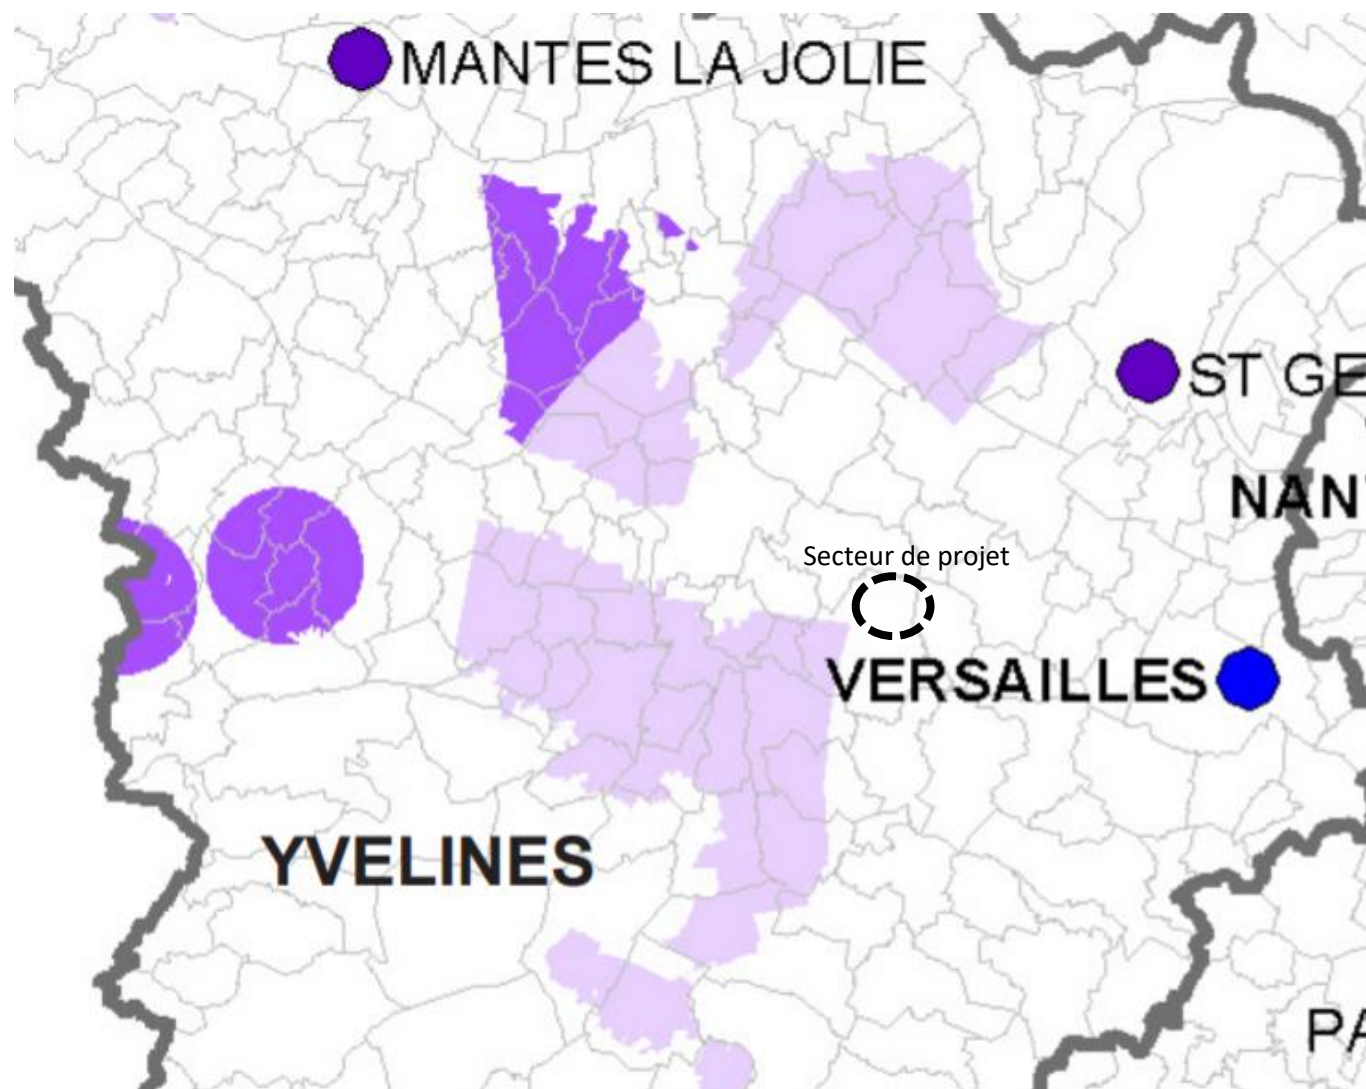 MANTES LA JOLIE
ST GE
NAN
Secteur de projet
VERSAILLES
YVELINES
PA